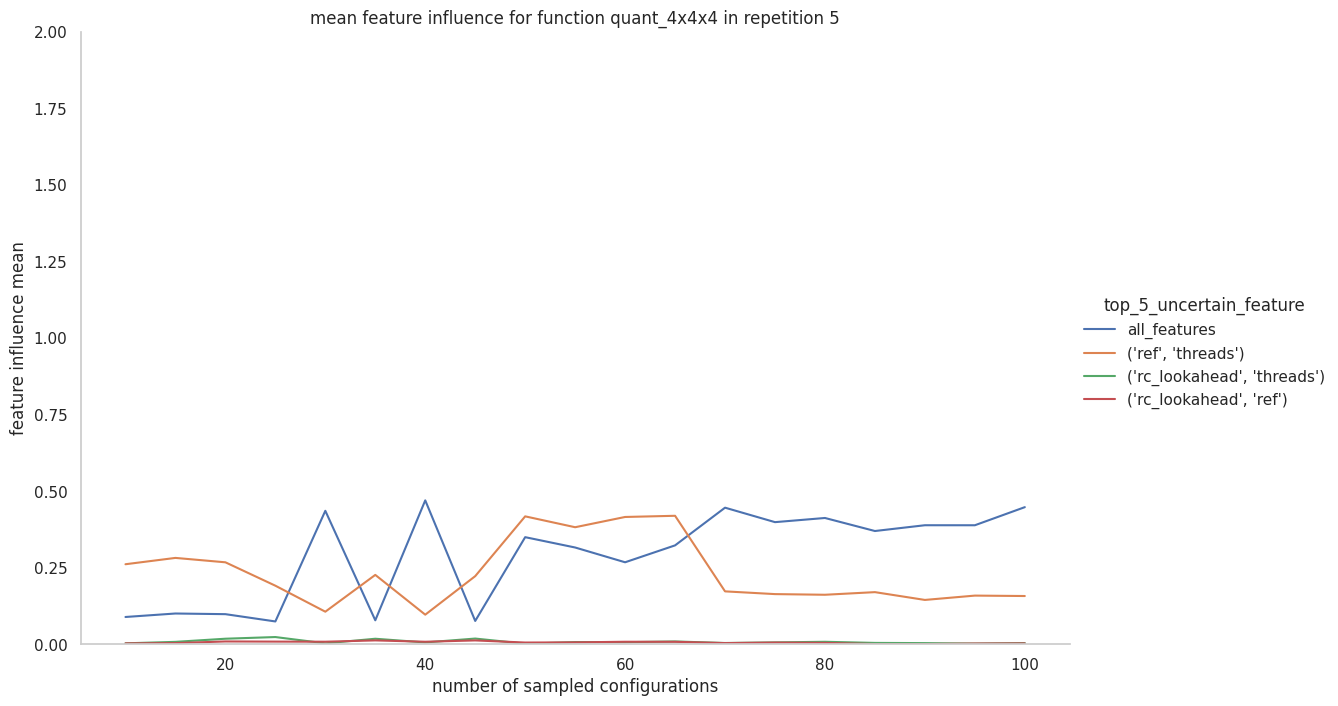 mean feature influence for function quant_4x4x4 in repetition 5
2.00
1.75
1.50
1.25
1.00
0.75
0.50
0.25
0.00
feature influence mean
20
40
60
80
100
number of sampled configurations
top_5_uncertain_feature
all_features
('ref', 'threads')
('rc_lookahead', 'threads')
('rc_lookahead', 'ref')